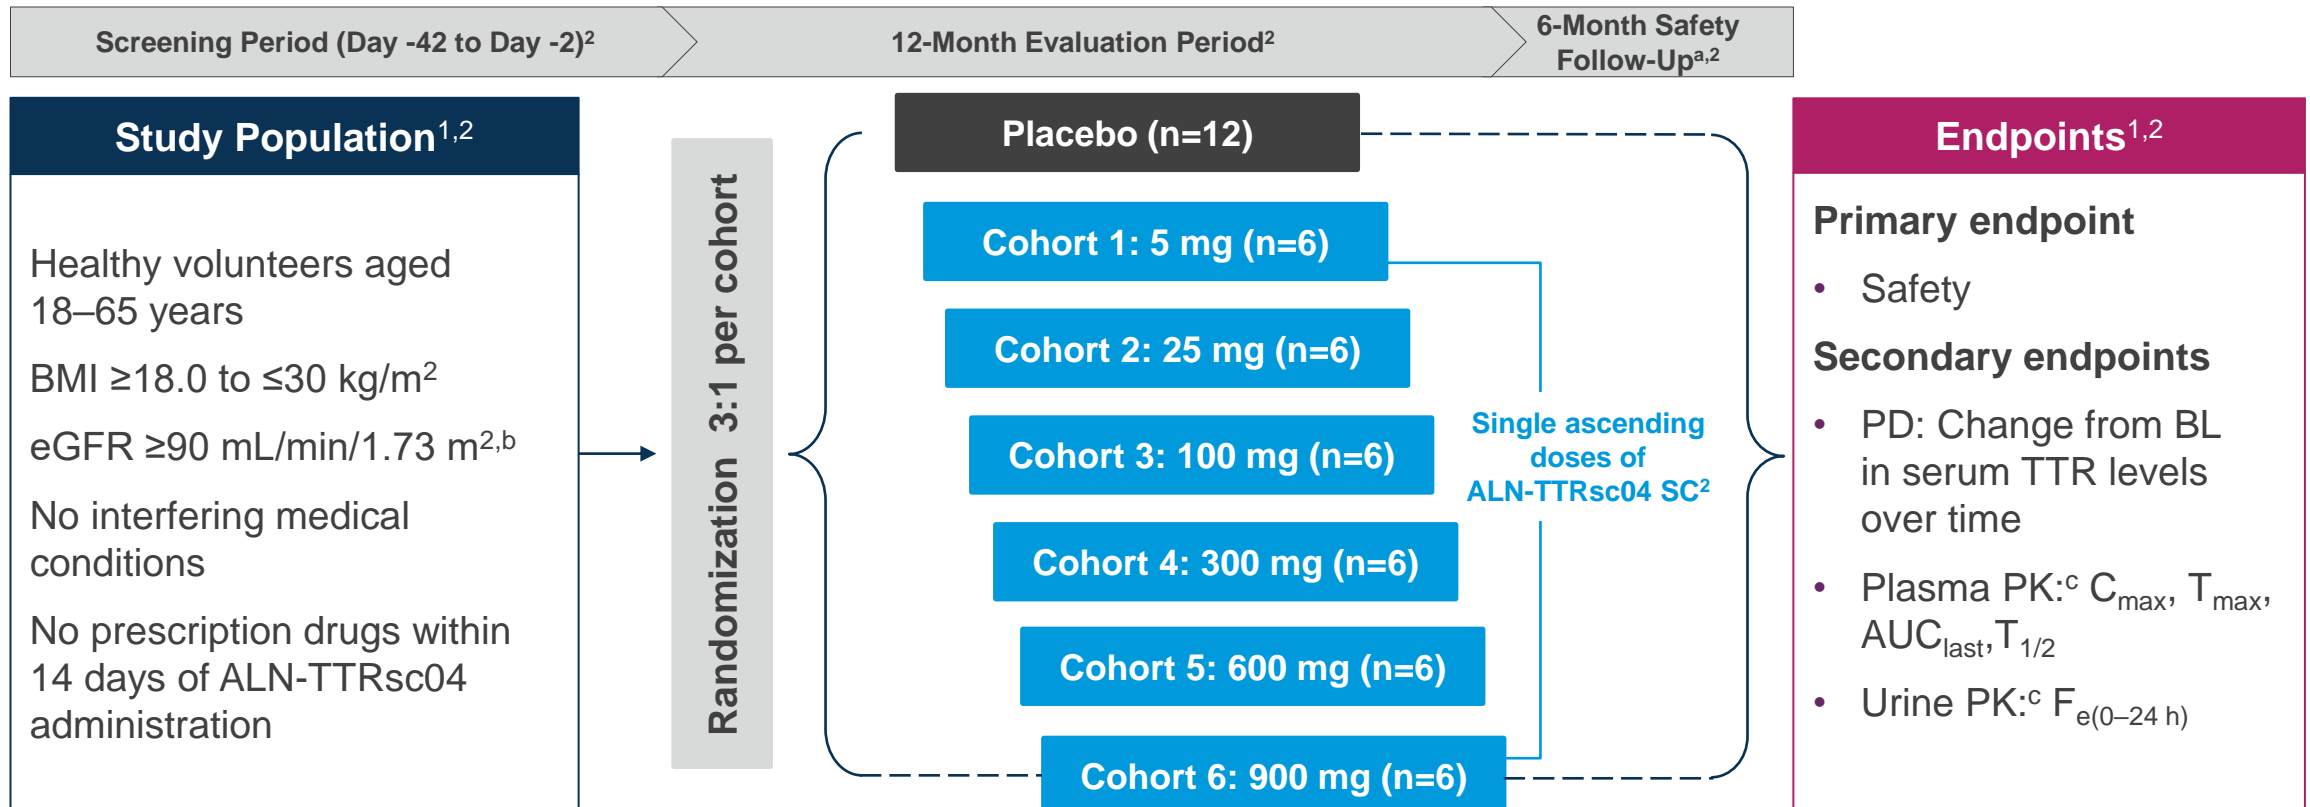 Screening Period (Day -42 to Day -2)²
12-Month Evaluation Period²
6-Month Safety
Follow-Upᵃ,²
Study Population¹,²
Healthy volunteers aged
18–65 years
BMI ≥18.0 to ≤30 kg/m²
eGFR ≥90 mL/min/1.73 m²,ᵇ
No interfering medical
conditions
No prescription drugs within
14 days of ALN-TTRsc04
administration
Randomization 3:1 per cohort
Placebo (n=12)
Cohort 1: 5 mg (n=6)
Cohort 2: 25 mg (n=6)
Cohort 3: 100 mg (n=6)
Cohort 4: 300 mg (n=6)
Cohort 5: 600 mg (n=6)
Cohort 6: 900 mg (n=6)
Single ascending
doses of
ALN-TTRsc04 SC²
Endpoints¹,²
Primary endpoint
• Safety
Secondary endpoints
• PD: Change from BL
in serum TTR levels
over time
• Plasma PK:ᶜ Cmax, Tmax,
AUClast,T1/2
• Urine PK:ᶜ Fe(0–24 h)